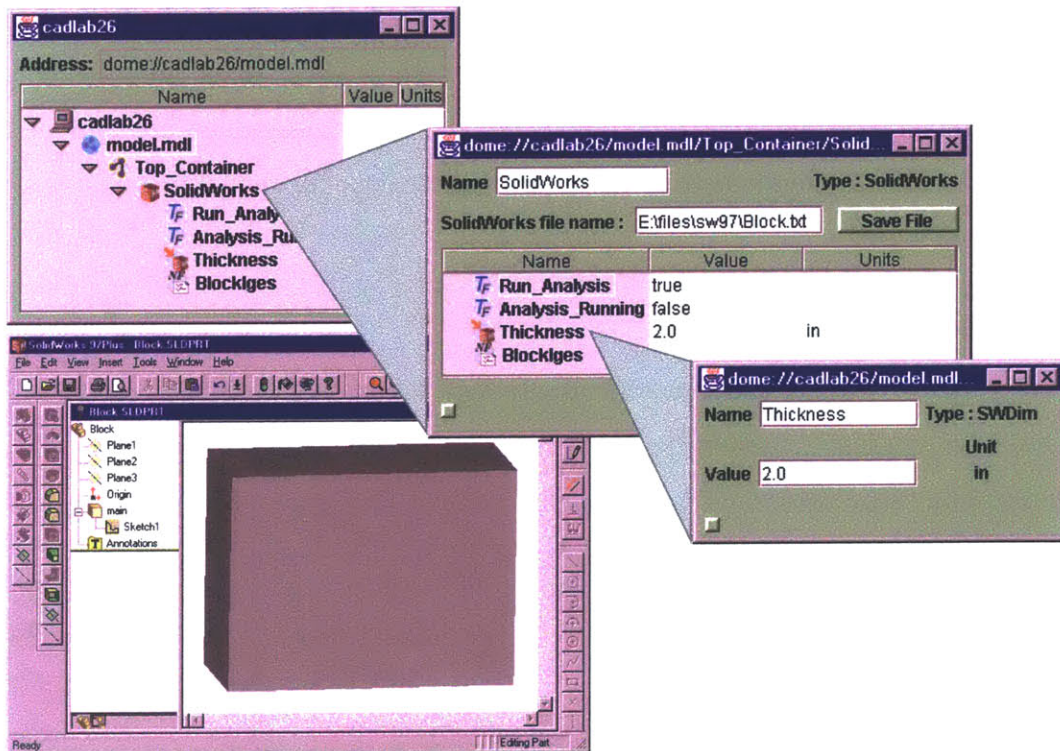 cadlab26
Address: dome://cadlab26/model.mdl
Name Value Units
cadlab26
model.mdl
Top_Container
SolidWorks
Run_Analy
Analysis_Ru
Thickness
BlockIges
dome://cadlab26/model.mdl/Top_Container/Solid...
Name SolidWorks Type : SolidWorks
SolidWorks file name : E:\files\sw97\Block.txt Save File
Name Value Units
Run_Analysis true
Analysis_Running false
Thickness 2.0 in
BlockIges
dome://cadlab26/model.mdl...
Name Thickness Type : SWDim
Unit
Value 2.0 in
SolidWorks 97Plus - Block.SLDPRT
File Edit View Insert Tools Window Help
Block.SLDPRT
Block
Plane1
Plane2
Plane3
Origin
main
Sketch1
Annotations
Ready Editing Part